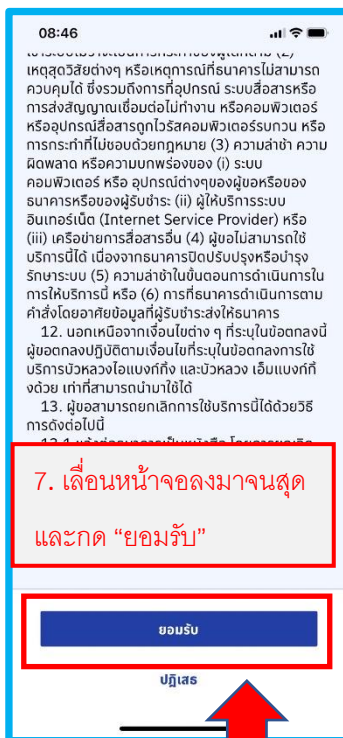 08:46
เหตุสุดวิสัยต่างๆ หรือเหตุการณ์ที่ธนาคารไม่สามารถ
ควบคุมได้ ซึ่งรวมถึงการที่อุปกรณ์ ระบบสื่อสารหรือ
การส่งสัญญาณเชื่อมต่อไม่ทำงาน หรือคอมพิวเตอร์
หรืออุปกรณ์สื่อสารถูกไวรัสคอมพิวเตอร์รบกวน หรือ
การกระทำที่ไม่ชอบด้วยกฎหมาย (3) ความล่าช้า ความ
ผิดพลาด หรือความบกพร่องของ (i) ระบบ
คอมพิวเตอร์ หรือ อุปกรณ์ต่างๆของผู้ขอหรือของ
ธนาคารหรือของผู้รับชำระ (ii) ผู้ให้บริการระบบ
อินเทอร์เน็ต (Internet Service Provider) หรือ
(iii) เครือข่ายการสื่อสารอื่น (4) ผู้ขอไม่สามารถใช้
บริการนี้ได้ เนื่องจากธนาคารปิดปรับปรุงหรือบำรุง
รักษาระบบ (5) ความล่าช้าในขั้นตอนการดำเนินการใน
การให้บริการนี้ หรือ (6) การที่ธนาคารดำเนินการตาม
คำสั่งโดยอาศัยข้อมูลที่ผู้รับชำระส่งให้ธนาคาร
12. นอกเหนือจากเงื่อนไขต่าง ๆ ที่ระบุในข้อตกลงนี้
ผู้ขอตกลงปฏิบัติตามเงื่อนไขที่ระบุในข้อตกลงการใช้
บริการบัวหลวงไอแบงก์กิ้ง และบัวหลวง เอ็มแบงก์กิ้
งด้วย เท่าที่สามารถนำมาใช้ได้
13. ผู้ขอสามารถยกเลิกการใช้บริการนี้ได้ด้วยวิธี
การดังต่อไปนี้
7. เลื่อนหน้าจอลงมาจนสุด
และกด “ยอมรับ”
ยอมรับ
ปฏิเสธ